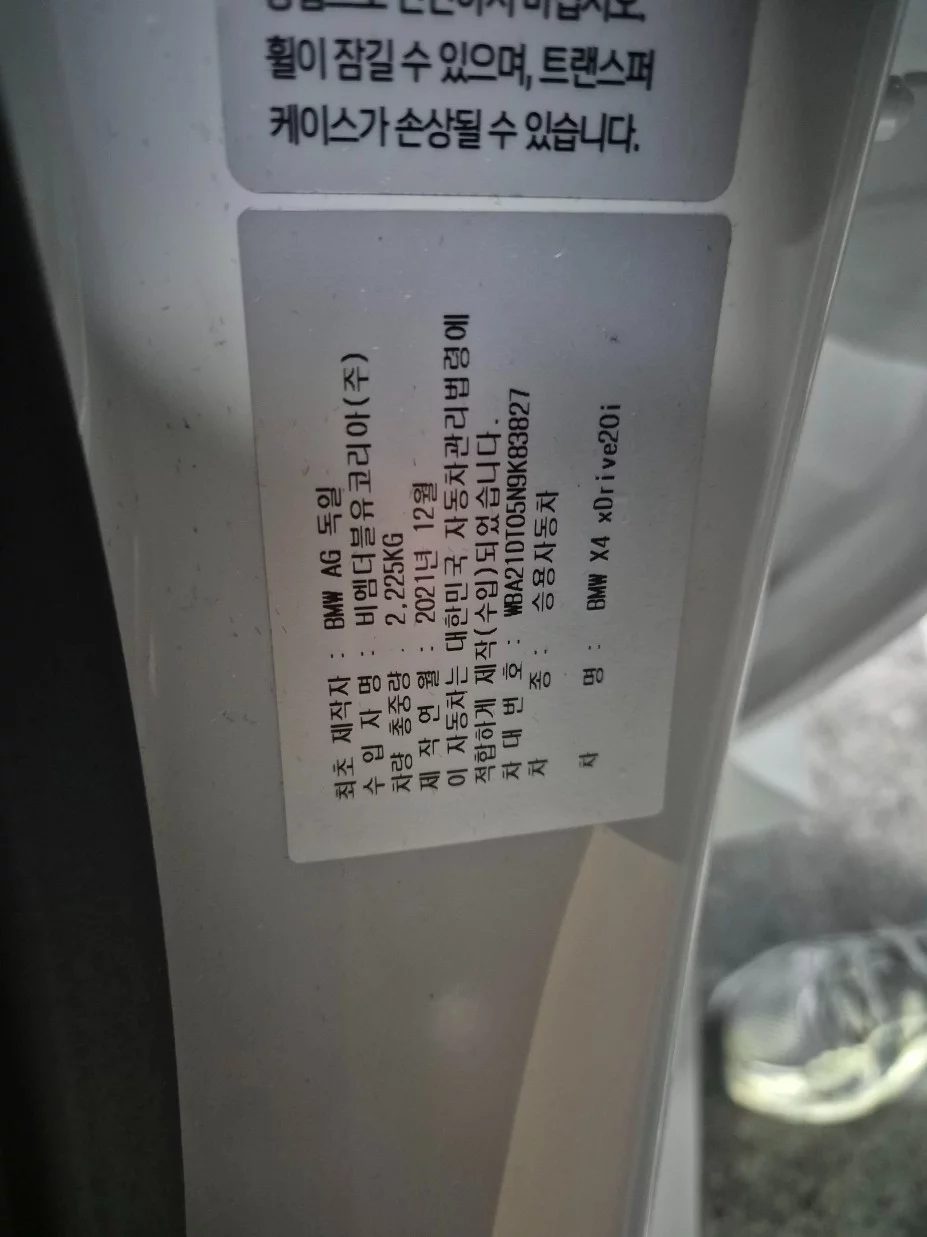 휠이 잠길 수 있으며, 트랜스퍼
케이스가 손상될 수 있습니다.
최초 제작자 : BMW AG 독일
수 입 자 명 : 비엠더블유코리아(주)
차량 총중량 : 2,225KG
제 작 연 월 : 2021년 12월
이 자동차는 대한민국 자동차관리법령에
적합하게 제작(수입)되었습니다.
차 대 번 호 : WBA21DT05N9K83827
차 종 : 승용자동차
차 명 : BMW X4 xDrive20i